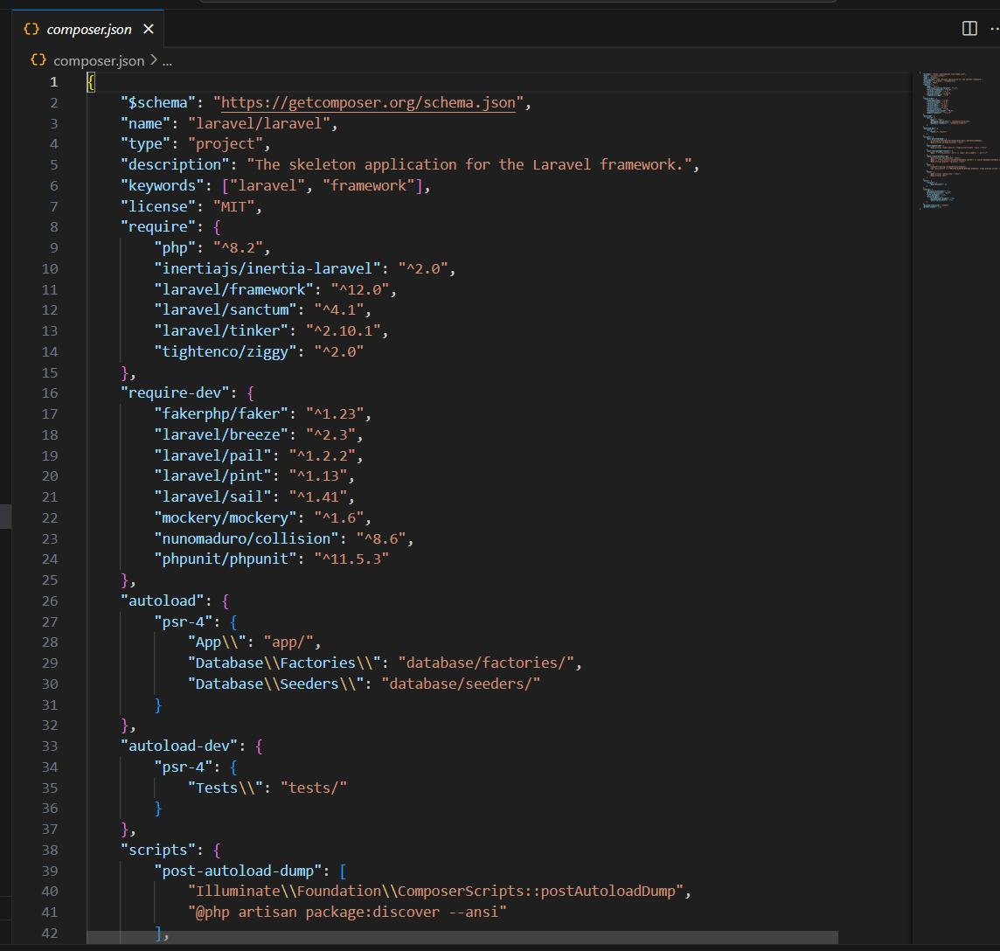 {} composer.json ×
{} composer.json > ...
1 {
2     "$schema": "https://getcomposer.org/schema.json",
3     "name": "laravel/laravel",
4     "type": "project",
5     "description": "The skeleton application for the Laravel framework.",
6     "keywords": ["laravel", "framework"],
7     "license": "MIT",
8     "require": {
9         "php": "^8.2",
10         "inertiajs/inertia-laravel": "^2.0",
11         "laravel/framework": "^12.0",
12         "laravel/sanctum": "^4.1",
13         "laravel/tinker": "^2.10.1",
14         "tightenco/ziggy": "^2.0"
15     },
16     "require-dev": {
17         "fakerphp/faker": "^1.23",
18         "laravel/breeze": "^2.3",
19         "laravel/pail": "^1.2.2",
20         "laravel/pint": "^1.13",
21         "laravel/sail": "^1.41",
22         "mockery/mockery": "^1.6",
23         "nunomaduro/collision": "^8.6",
24         "phpunit/phpunit": "^11.5.3"
25     },
26     "autoload": {
27         "psr-4": {
28             "App\\": "app/",
29             "Database\\Factories\\": "database/factories/",
30             "Database\\Seeders\\": "database/seeders/"
31         }
32     },
33     "autoload-dev": {
34         "psr-4": {
35             "Tests\\": "tests/"
36         }
37     },
38     "scripts": {
39         "post-autoload-dump": [
40             "Illuminate\\Foundation\\ComposerScripts::postAutoloadDump",
41             "@php artisan package:discover --ansi"
42         ],